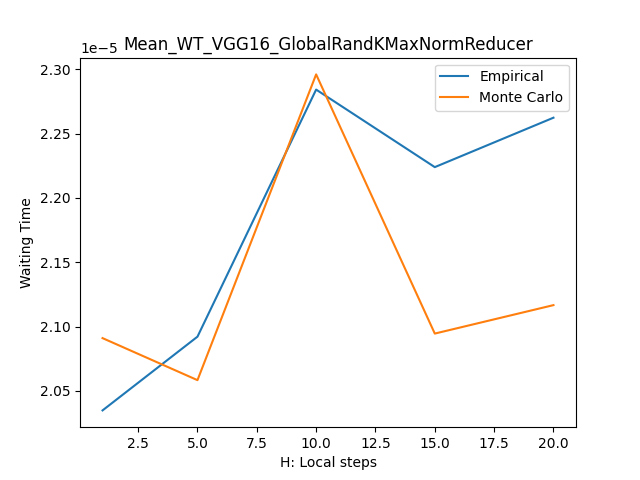 Mean_WT_VGG16_GlobalRandKMaxNormReducer
1e−5
2.30
2.25
2.20
2.15
2.10
2.05
Waiting Time
Empirical
Monte Carlo
2.5 5.0 7.5 10.0 12.5 15.0 17.5 20.0
H: Local steps